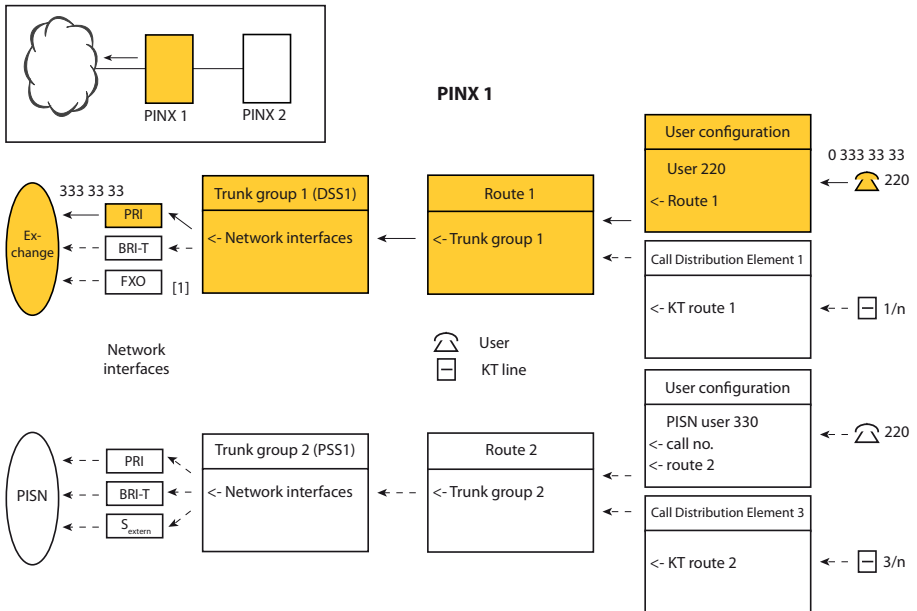 PINX 1
PINX 2
PINX 1
User configuration
User 220
<- Route 1
0 333 33 33
220
333 33 33
Ex-
change
PRI
BRI-T
FXO
[1]
Trunk group 1 (DSS1)
<- Network interfaces
Route 1
<- Trunk group 1
Call Distribution Element 1
<- KT route 1
1/n
Network
interfaces
User
KT line
User configuration
PISN user 330
<- call no.
<- route 2
220
PISN
PRI
BRI-T
Sextern
Trunk group 2 (PSS1)
<- Network interfaces
Route 2
<- Trunk group 2
Call Distribution Element 3
<- KT route 2
3/n